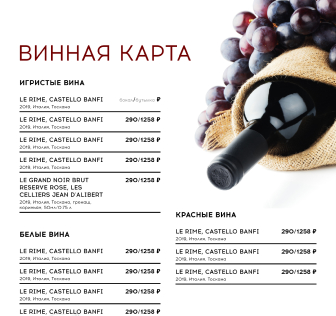 ВИННАЯ КАРТА
ИГРИСТЫЕ ВИНА
LE RIME, CASTELLO BANFI бокал/бутылка ₽
2019, Италия, Тоскана
LE RIME, CASTELLO BANFI 290/1258 ₽
2019, Италия, Тоскана
LE RIME, CASTELLO BANFI 290/1258 ₽
2019, Италия, Тоскана
LE RIME, CASTELLO BANFI 290/1258 ₽
2019, Италия, Тоскана
LE GRAND NOIR BRUT 290/1258 ₽
RESERVE ROSE, LES
CELLIERS JEAN D'ALIBERT
2019, Италия, Тоскана,
50мл/0.75 л
БЕЛЫЕ ВИНА
LE RIME, CASTELLO BANFI 290/1258 ₽
2019, Италия, Тоскана
LE RIME, CASTELLO BANFI 290/1258 ₽
2019, Италия, Тоскана
LE RIME, CASTELLO BANFI 290/1258 ₽
2019, Италия, Тоскана
LE RIME, CASTELLO BANFI 290/1258 ₽
КРАСНЫЕ ВИНА
LE RIME, CASTELLO BANFI 290/1258 ₽
2019, Италия, Тоскана
LE RIME, CASTELLO BANFI 290/1258 ₽
2019, Италия, Тоскана
LE RIME, CASTELLO BANFI 290/1258 ₽
2019, Италия, Тоскана